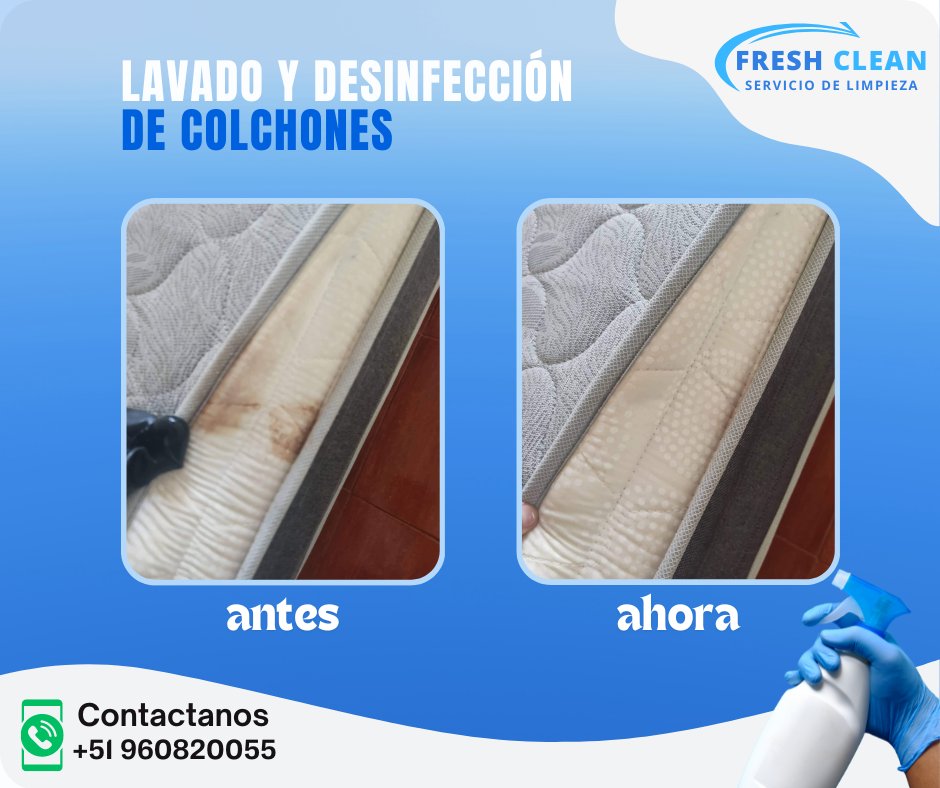 FRESH CLEAN
SERVICIO DE LIMPIEZA
LAVADO Y DESINFECCIÓN
DE COLCHONES
antes
ahora
Contactanos
+51 960820055